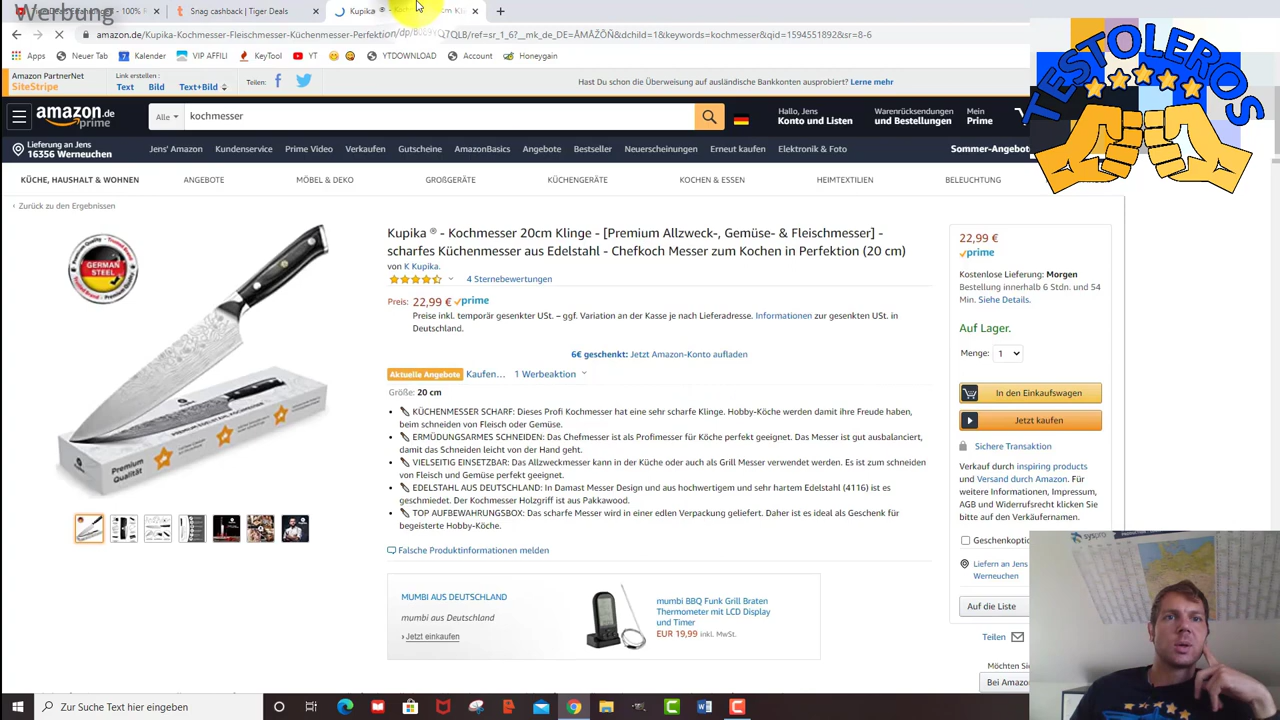 Werbung
Snag cashback | Tiger Deals
Kupika ®
amazon.de/Kupika-Kochmesser-Fleischmesser-Küchenmesser-Perfektion/dp/
Apps
Neuer Tab
Kalender
VIP AFFILI
KeyTool
YT
YTDOWNLOAD
Account
Honeygain
Amazon PartnerNet
SiteStripe
Link erstellen:
Text Bild Text+Bild
Teilen:
Hast Du schon die Überweisung auf ausländische Bankkonten ausprobiert? Lerne mehr
amazon.de
prime
Alle
kochmesser
Hallo, Jens
Konto und Listen
Warenrücksendungen
und Bestellungen
Mein
Prime
TESTOLEROS
Lieferung an Jens
16356 Werneuchen
Jens' Amazon Kundenservice Prime Video Verkaufen Gutscheine AmazonBasics Angebote Bestseller Neuerscheinungen Erneut kaufen Elektronik & Foto
Sommer-Angebote
KÜCHE, HAUSHALT & WOHNEN ANGEBOTE MÖBEL & DEKO GROßGERÄTE KÜCHENGERÄTE KOCHEN & ESSEN HEIMTEXTILIEN BELEUCHTUNG
‹ Zurück zu den Ergebnissen
GERMAN
STEEL
Premium
Qualität
Kupika ® - Kochmesser 20cm Klinge - [Premium Allzweck-, Gemüse- & Fleischmesser] -
scharfes Küchenmesser aus Edelstahl - Chefkoch Messer zum Kochen in Perfektion (20 cm)
von K Kupika.
4 Sternebewertungen
Preis: 22,99 € prime
Preise inkl. temporär gesenkter USt. – ggf. Variation an der Kasse je nach Lieferadresse. Informationen zur gesenkten USt. in
Deutschland.
6€ geschenkt: Jetzt Amazon-Konto aufladen
Aktuelle Angebote Kaufen… 1 Werbeaktion
Größe: 20 cm
• KÜCHENMESSER SCHARF: Dieses Profi Kochmesser hat eine sehr scharfe Klinge. Hobby-Köche werden damit ihre Freude haben,
beim schneiden von Fleisch oder Gemüse.
• ERMÜDUNGSARMES SCHNEIDEN: Das Chefmesser ist als Profimesser für Köche perfekt geeignet. Das Messer ist gut ausbalanciert,
damit das Schneiden leicht von der Hand geht.
• VIELSEITIG EINSETZBAR: Das Allzweckmesser kann in der Küche oder auch als Grill Messer verwendet werden. Es ist zum schneiden
von Fleisch und Gemüse perfekt geeignet.
• EDELSTAHL AUS DEUTSCHLAND: In Damast Messer Design und aus hochwertigem und sehr hartem Edelstahl (4116) ist es
geschmiedet. Der Kochmesser Holzgriff ist aus Pakkawood.
• TOP AUFBEWAHRUNGSBOX: Das scharfe Messer wird in einer edlen Verpackung geliefert. Daher ist es ideal als Geschenk für
begeisterte Hobby-Köche.
Falsche Produktinformationen melden
MUMBI AUS DEUTSCHLAND
mumbi aus Deutschland
› Jetzt einkaufen
mumbi BBQ Funk Grill Braten
Thermometer mit LCD Display
und Timer
EUR 19,99 inkl. MwSt.
22,99 €
prime
Kostenlose Lieferung: Morgen
Bestellung innerhalb 6 Stdn. und 54
Min. Siehe Details.
Auf Lager.
Menge: 1
In den Einkaufswagen
Jetzt kaufen
Sichere Transaktion
Verkauf durch inspiring products
und Versand durch Amazon. Für
weitere Informationen, Impressum,
AGB und Widerrufsrecht klicken Sie
bitte auf den Verkäufernamen.
Geschenkoptio
Liefern an Jens
Werneuchen
Auf die Liste
Teilen
Möchten Si
Bei Amazo
syspro
Zur Suche Text hier eingeben